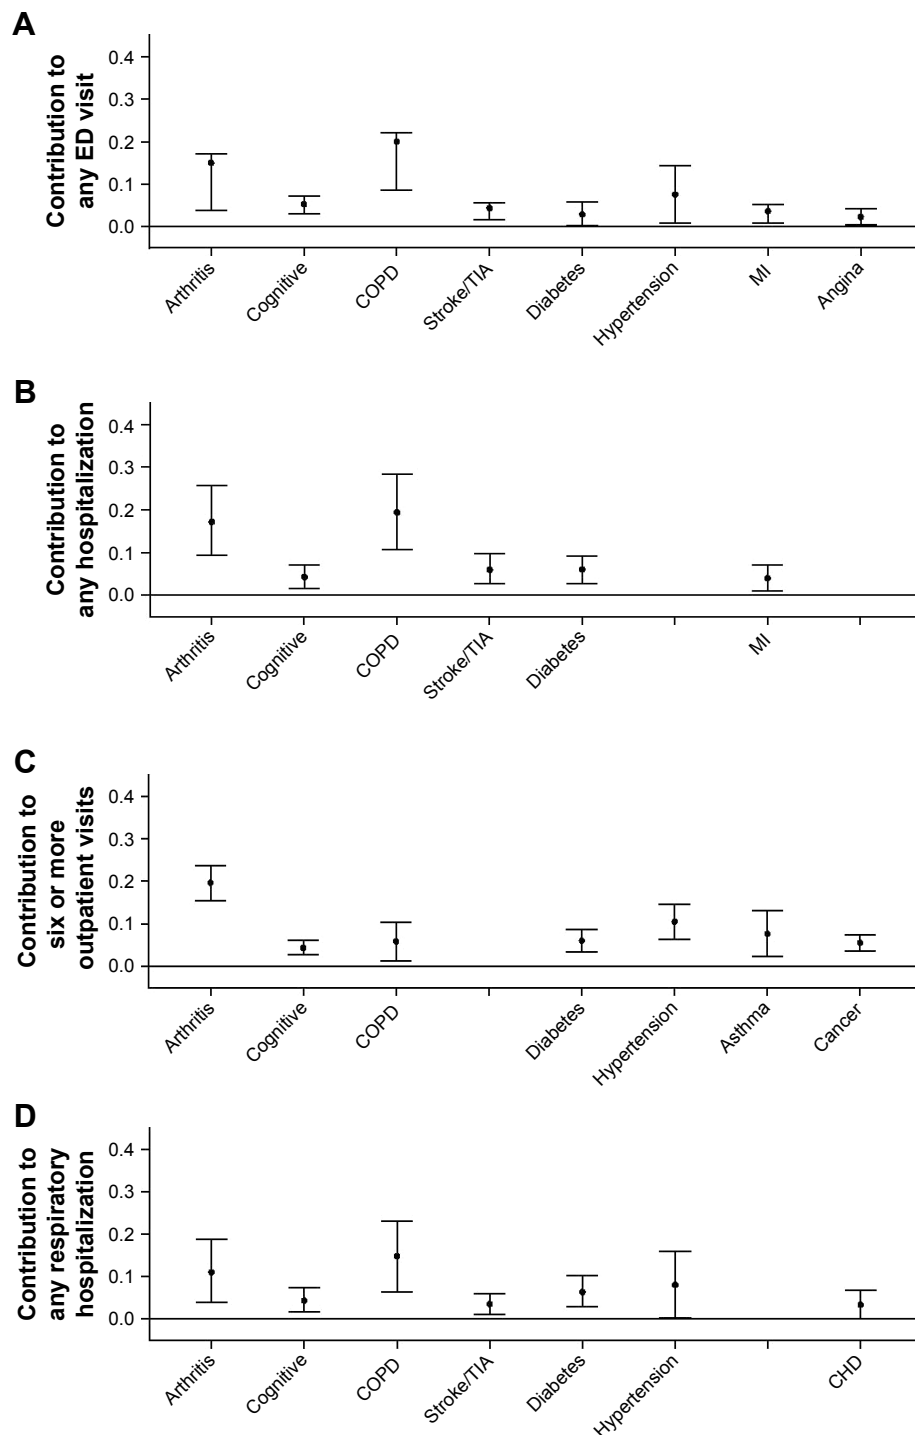 A
Contribution to
any ED visit
0.4
0.3
0.2
0.1
0.0
Arthritis
Cognitive
COPD
Stroke/TIA
Diabetes
Hypertension
MI
Angina
B
Contribution to
any hospitalization
0.4
0.3
0.2
0.1
0.0
Arthritis
Cognitive
COPD
Stroke/TIA
Diabetes
MI
C
Contribution to
six or more
outpatient visits
0.4
0.3
0.2
0.1
0.0
Arthritis
Cognitive
COPD
Diabetes
Hypertension
Asthma
Cancer
D
Contribution to
any respiratory
hospitalization
0.4
0.3
0.2
0.1
0.0
Arthritis
Cognitive
COPD
Stroke/TIA
Diabetes
Hypertension
CHD